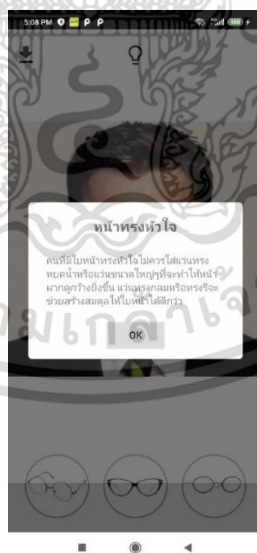 5:08 PM
หน้าทรงหัวใจ
คนที่มีใบหน้าทรงหัวใจ ไม่ควรใส่แว่นทรง
หยดน้ำหรือแว่นขนาดใหญ่ๆที่จะทำให้หน้า
ผากดูกว้างยิ่งขึ้น แว่นทรงกลมหรือทรงรีจะ
ช่วยสร้างสมดุลให้ใบหน้าได้ดีกว่า
OK